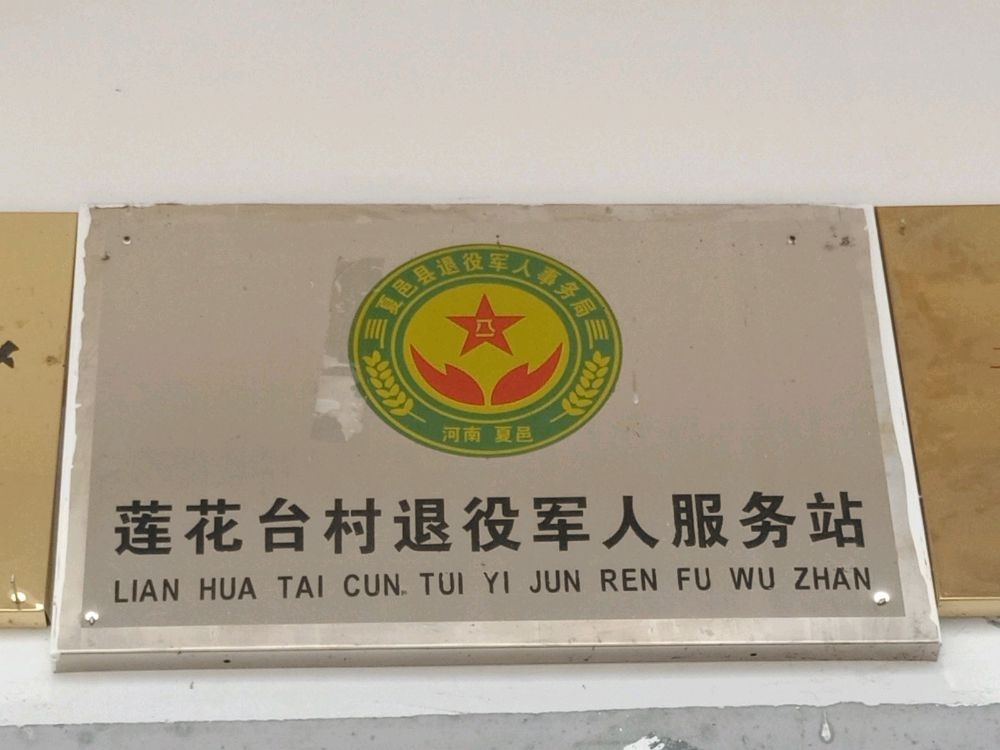 夏邑县退役军人事务局
八一
河南 夏邑
莲花台村退役军人服务站
LIAN HUA TAI CUN TUI YI JUN REN FU WU ZHAN